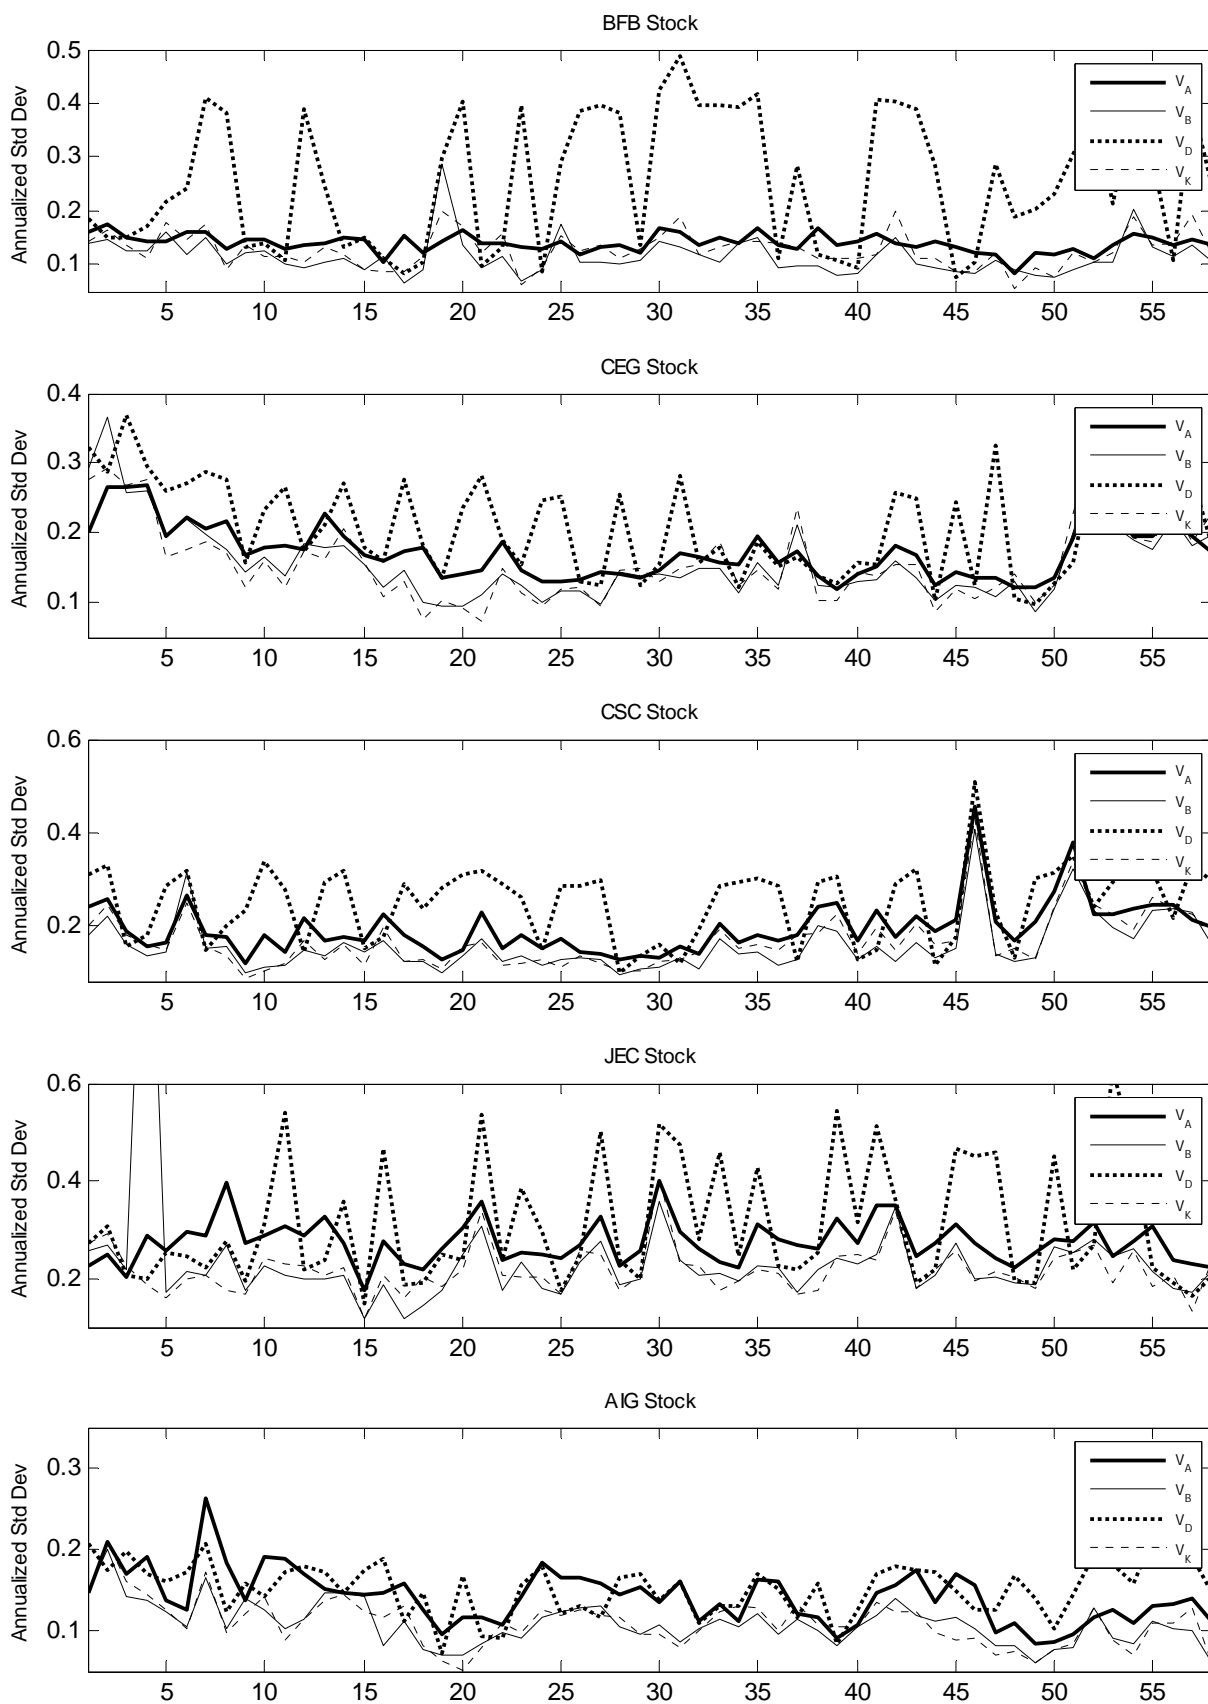 BFB Stock
0.5
0.4
0.3
0.2
0.1
Annualized Std Dev
V_A
V_B
V_D
V_K
5 10 15 20 25 30 35 40 45 50 55
CEG Stock
0.4
0.3
0.2
0.1
Annualized Std Dev
V_A
V_B
V_D
V_K
5 10 15 20 25 30 35 40 45 50 55
CSC Stock
0.6
0.4
0.2
Annualized Std Dev
V_A
V_B
V_D
V_K
5 10 15 20 25 30 35 40 45 50 55
JEC Stock
0.6
0.4
0.2
Annualized Std Dev
V_A
V_B
V_D
V_K
5 10 15 20 25 30 35 40 45 50 55
AIG Stock
0.3
0.2
0.1
Annualized Std Dev
V_A
V_B
V_D
V_K
5 10 15 20 25 30 35 40 45 50 55